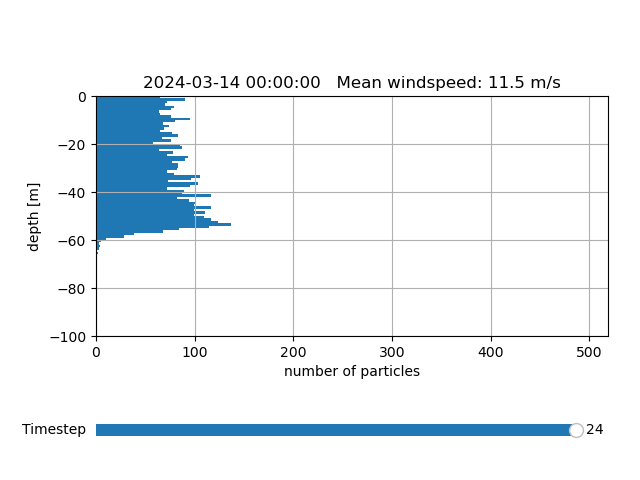 2024-03-14 00:00:00   Mean windspeed: 11.5 m/s
0
−20
−40
−60
−80
−100
depth [m]
0 100 200 300 400 500
number of particles
Timestep 24